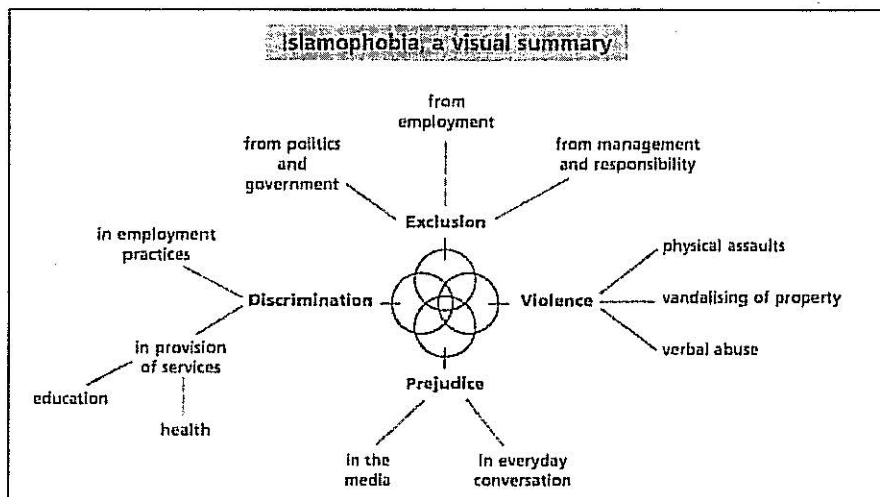 Islamophobia, a visual summary
from
employment
from politics
and
government
from management
and responsibility
Exclusion
in employment
practices
Discrimination
in provision
of services
education
health
physical assaults
Violence
vandalising of property
verbal abuse
Prejudice
in the
media
in everyday
conversation